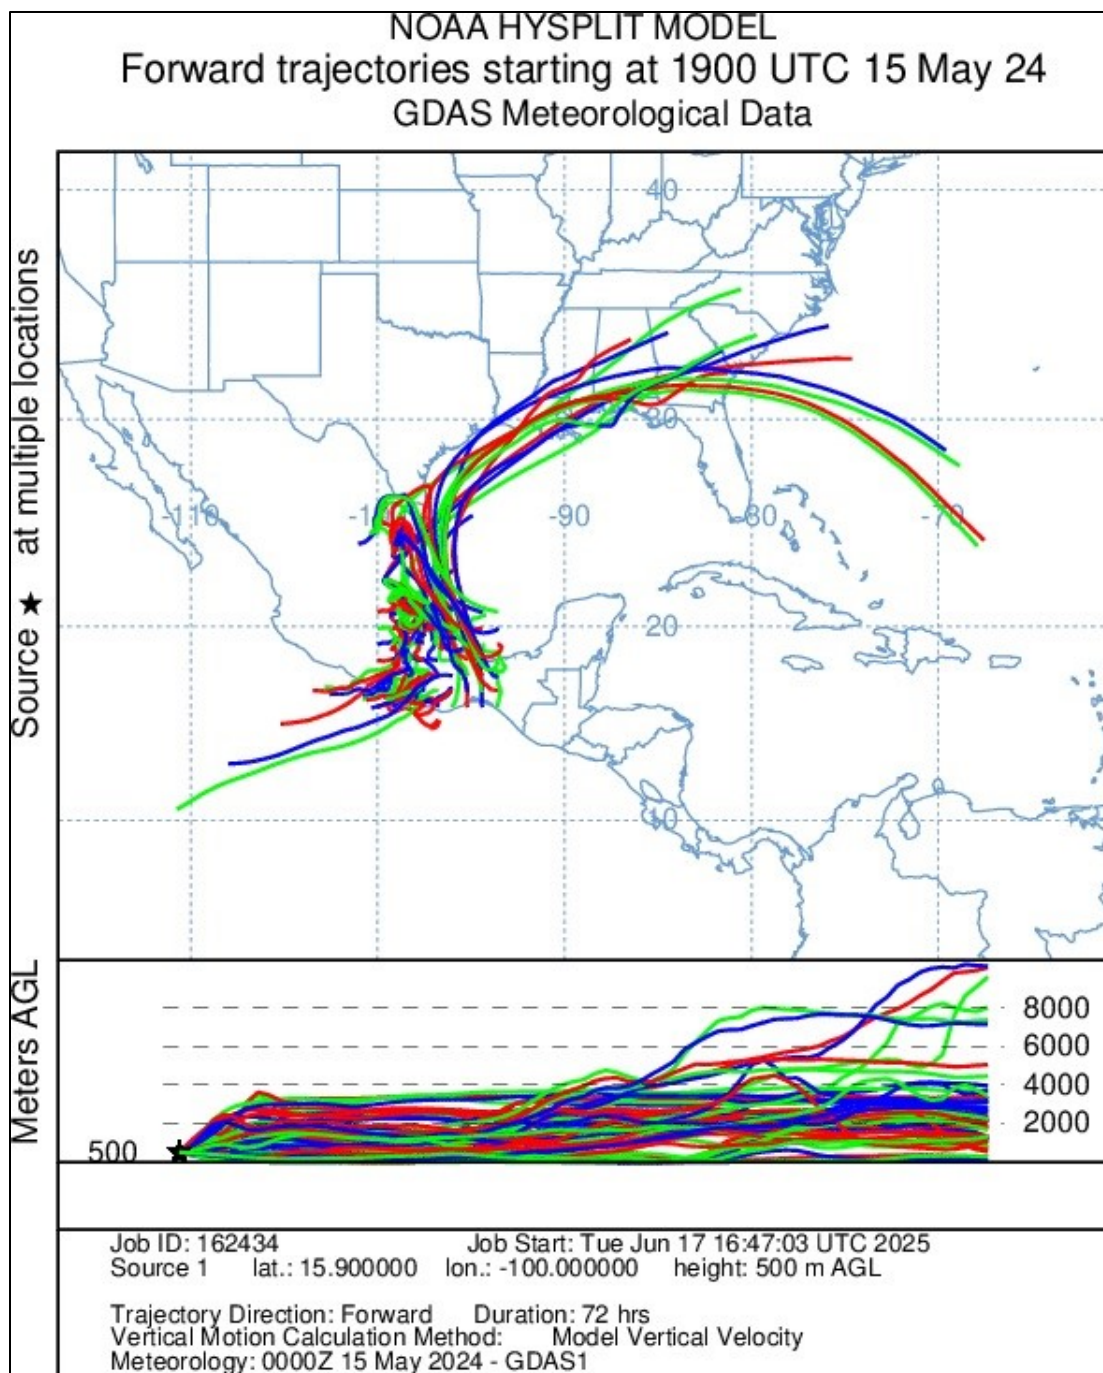 NOAA HYSPLIT MODEL
Forward trajectories starting at 1900 UTC 15 May 24
GDAS Meteorological Data
Source ★ at multiple locations
40
30
-110
-90
-80
-70
20
10
Meters AGL
8000
6000
4000
2000
500
Job ID: 162434 Job Start: Tue Jun 17 16:47:03 UTC 2025
Source 1 lat.: 15.900000 lon.: -100.000000 height: 500 m AGL
Trajectory Direction: Forward Duration: 72 hrs
Vertical Motion Calculation Method: Model Vertical Velocity
Meteorology: 0000Z 15 May 2024 - GDAS1